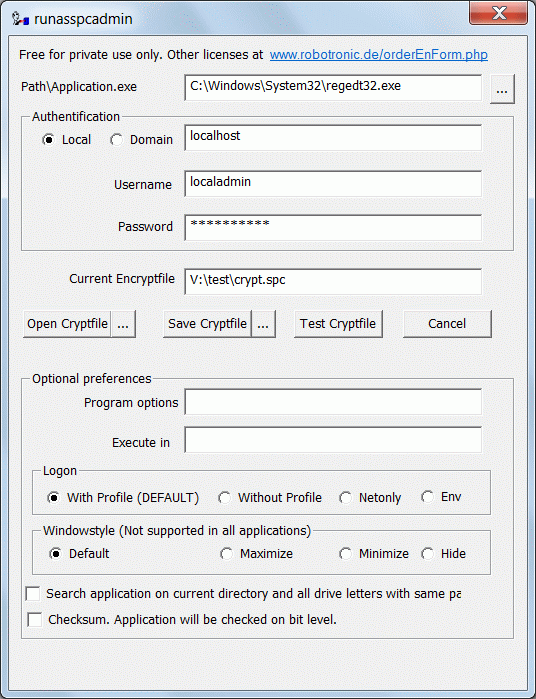 runasspcadmin
Free for private use only. Other licenses at www.robotronic.de/orderEnForm.php
Path\Application.exe C:\Windows\System32\regedt32.exe ...
Authentification
Local Domain localhost
Username localadmin
Password **********
Current Encryptfile V:\test\crypt.spc
Open Cryptfile ... Save Cryptfile ... Test Cryptfile Cancel
Optional preferences
Program options
Execute in
Logon
With Profile (DEFAULT) Without Profile Netonly Env
Windowstyle (Not supported in all applications)
Default Maximize Minimize Hide
Search application on current directory and all drive letters with same pa
Checksum. Application will be checked on bit level.